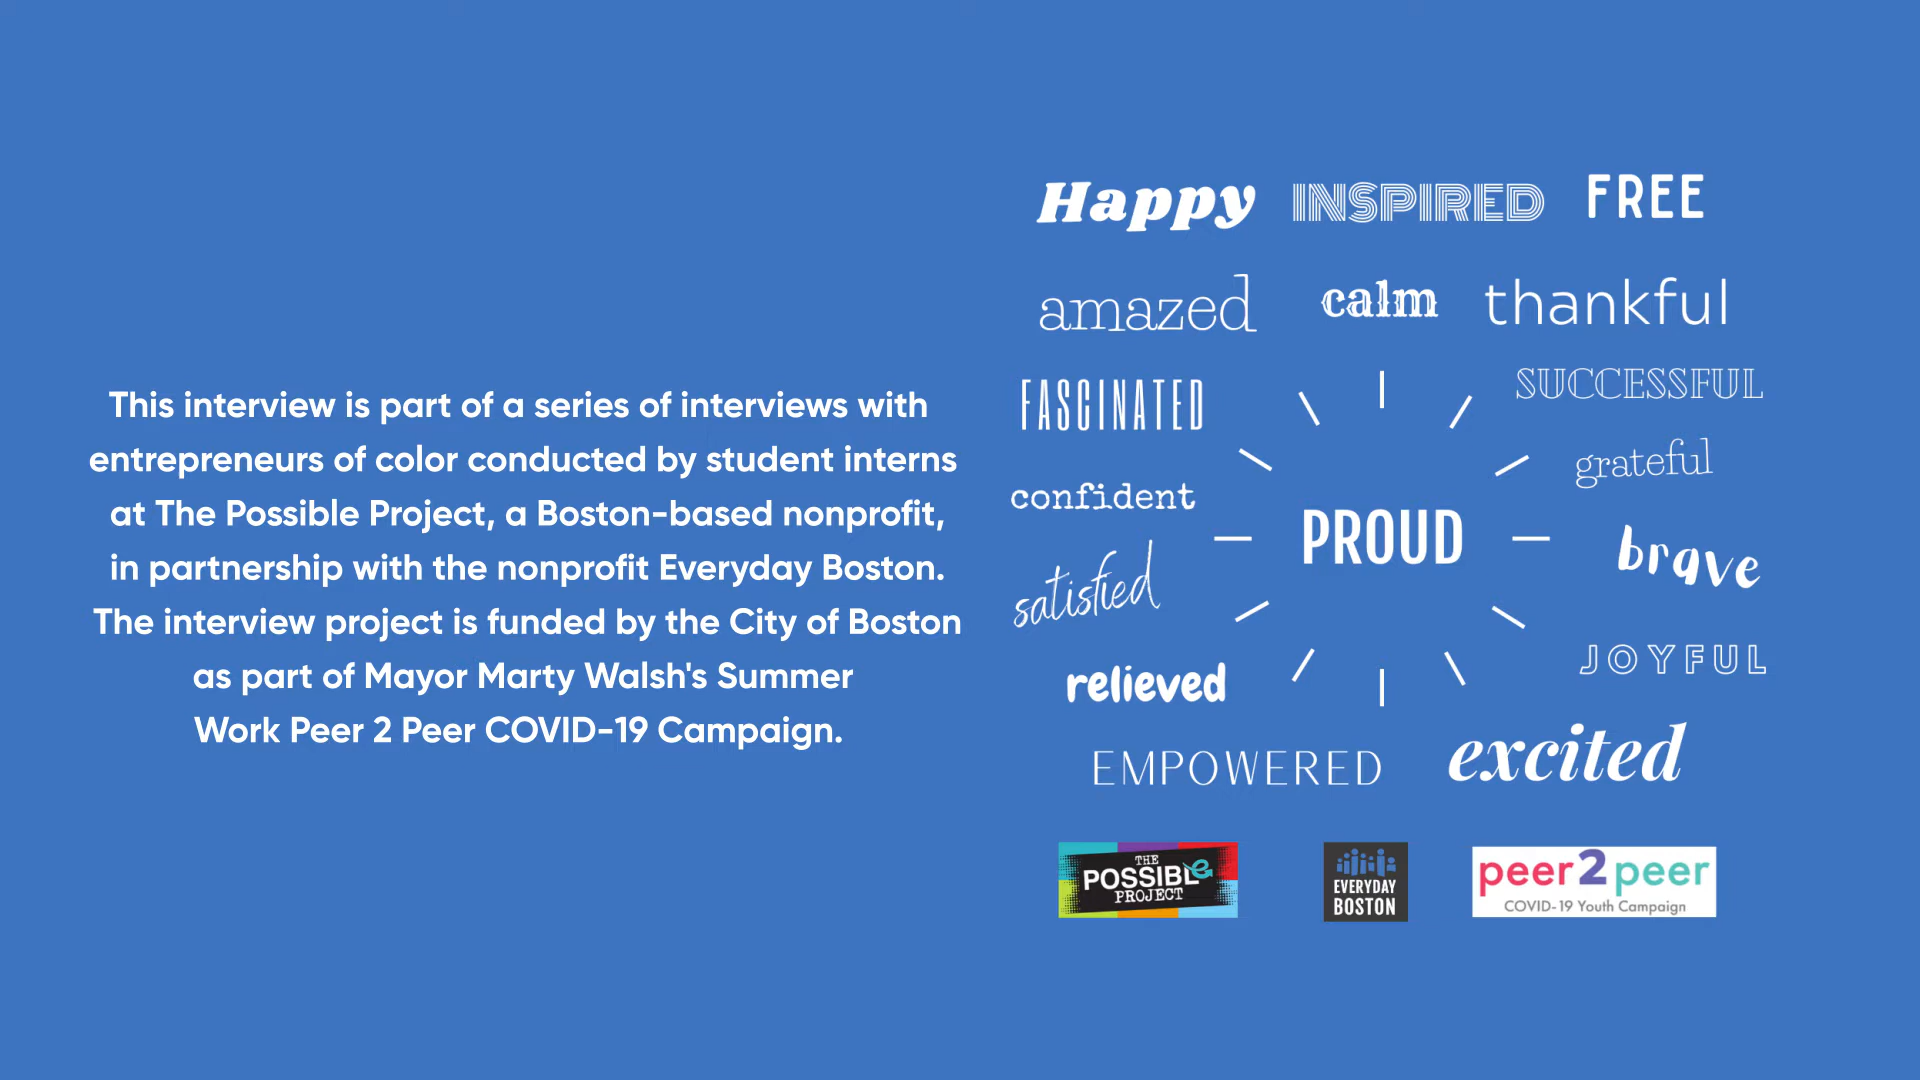 This interview is part of a series of interviews with
entrepreneurs of color conducted by student interns
at The Possible Project, a Boston-based nonprofit,
in partnership with the nonprofit Everyday Boston.
The interview project is funded by the City of Boston
as part of Mayor Marty Walsh's Summer
Work Peer 2 Peer COVID-19 Campaign.
Happy INSPIRED FREE
amazed calm thankful
FASCINATED SUCCESSFUL
grateful
confident
PROUD
brave
satisfied
JOYFUL
relieved
EMPOWERED excited
THE
POSSIBLe
PROJECT
EVERYDAY
BOSTON
peer2peer
COVID-19 Youth Campaign